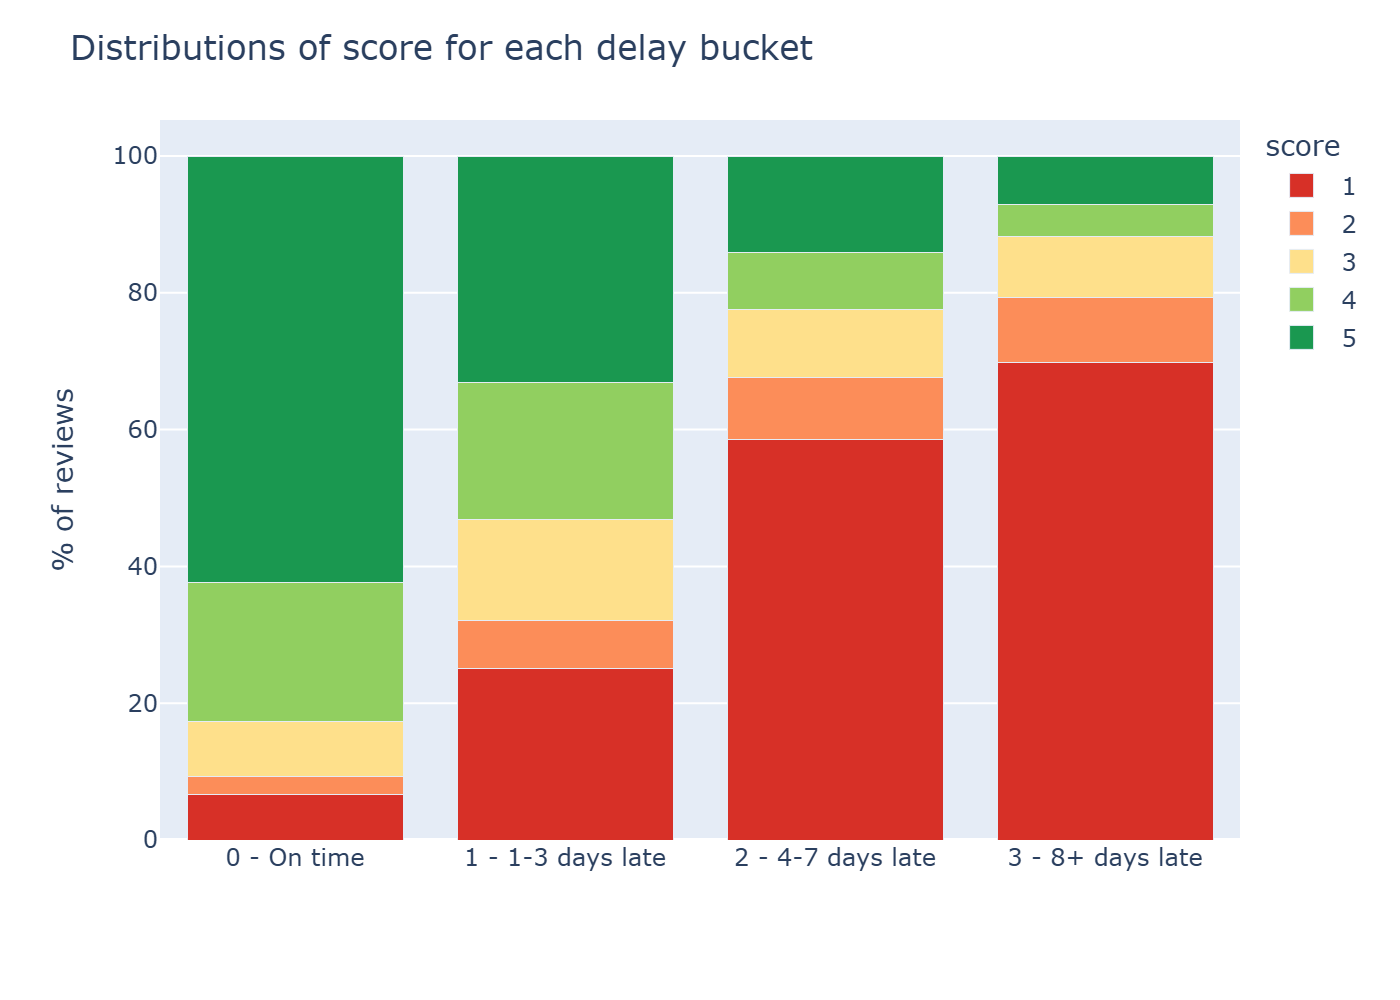 Distributions of score for each delay bucket
score
1
2
3
4
5
% of reviews
100
80
60
40
20
0
0 - On time
1 - 1-3 days late
2 - 4-7 days late
3 - 8+ days late